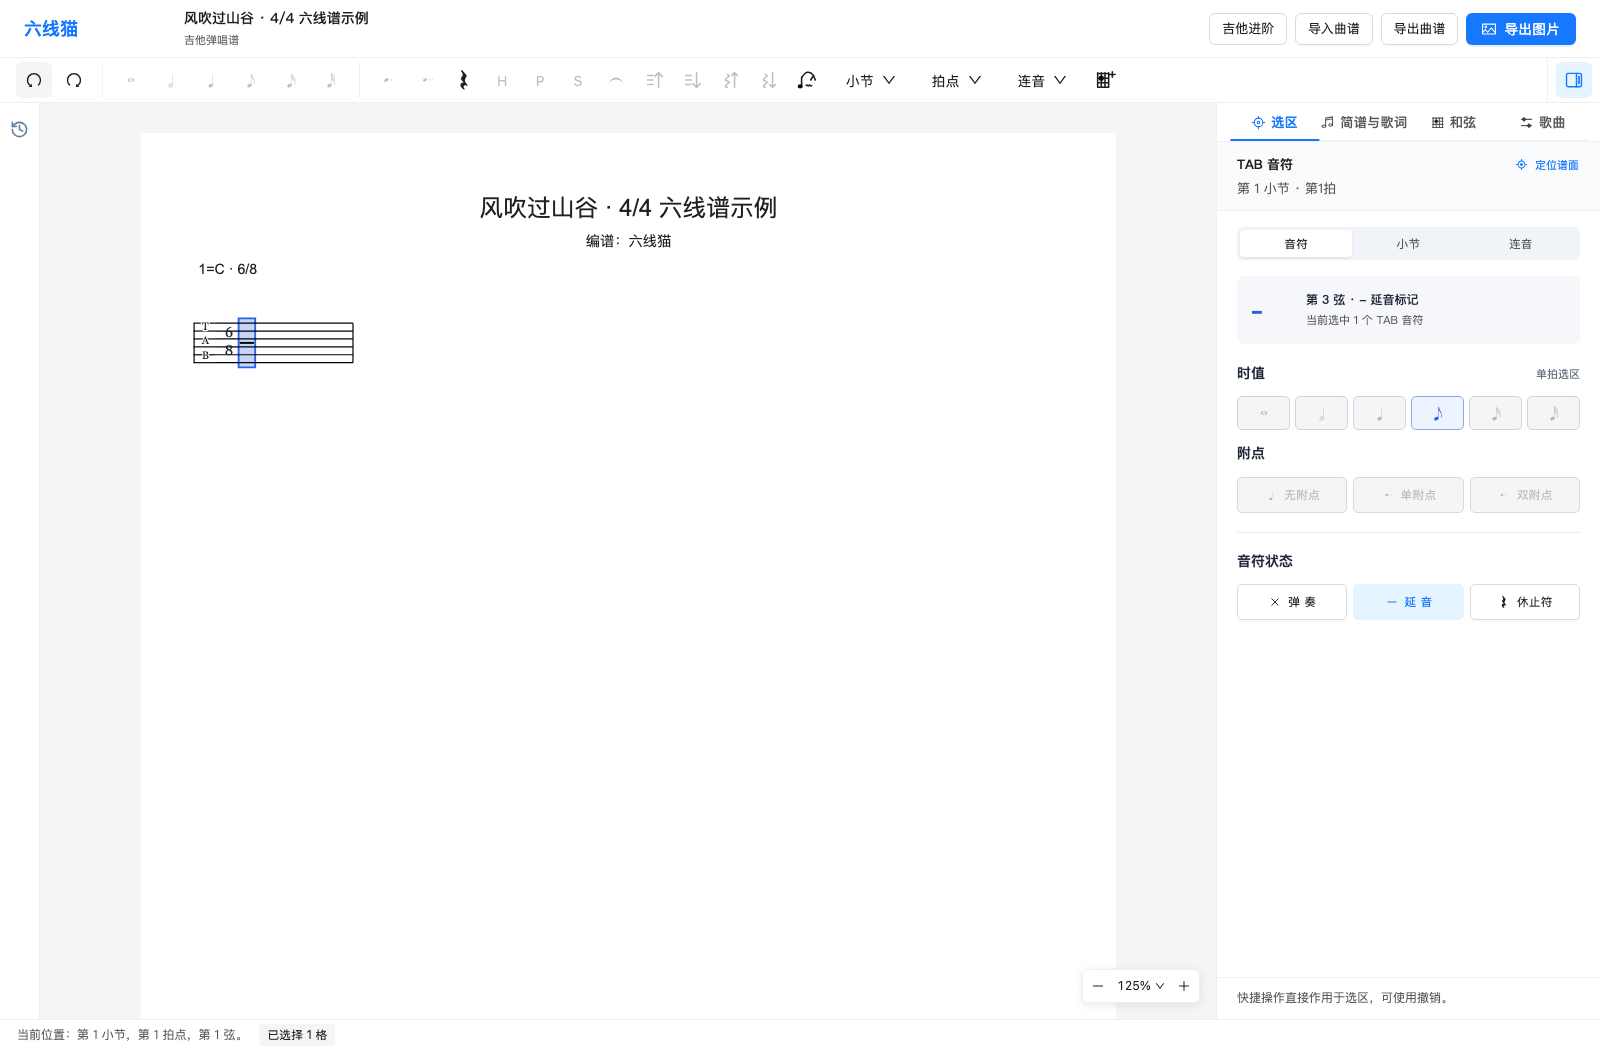 六线猫
风吹过山谷 · 4/4 六线谱示例
吉他弹唱谱
吉他进阶
导入曲谱
导出曲谱
导出图片
H
P
S
小节
拍点
连音
选区
简谱与歌词
和弦
歌曲
风吹过山谷 · 4/4 六线谱示例
编谱：六线猫
1=C · 6/8
T
A
B
6
8
TAB 音符
定位谱面
第 1 小节 · 第1拍
音符
小节
连音
第 3 弦 · – 延音标记
当前选中 1 个 TAB 音符
时值
单拍选区
附点
无附点
单附点
双附点
音符状态
弹 奏
延 音
休止符
125%
快捷操作直接作用于选区，可使用撤销。
当前位置：第 1 小节，第 1 拍点，第 1 弦。
已选择 1 格